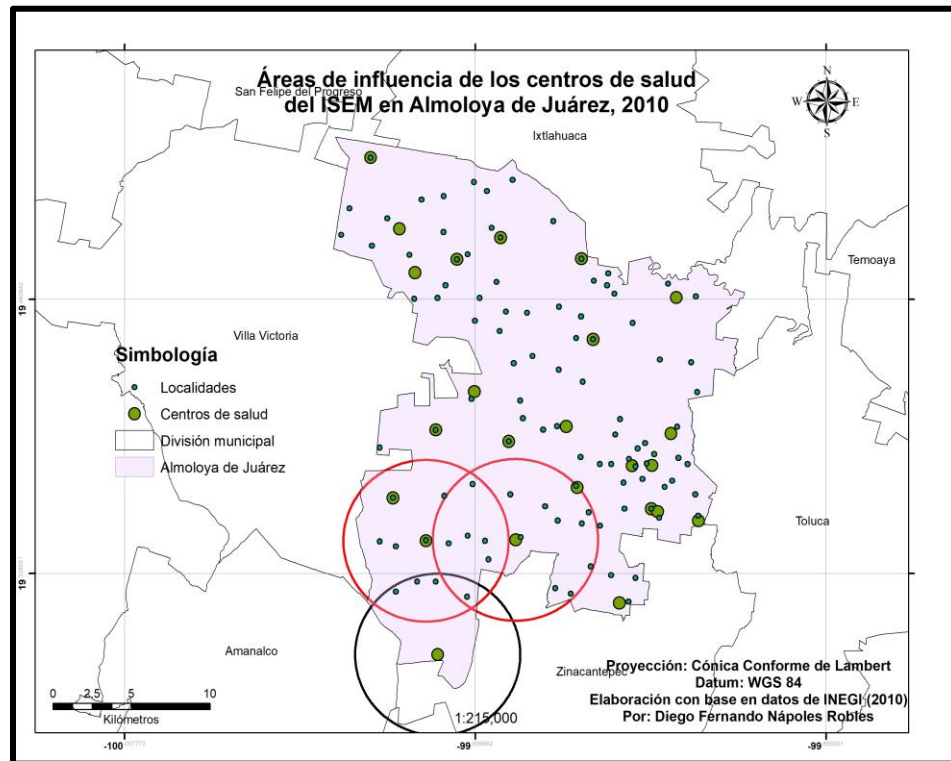 Áreas de influencia de los centros de salud
del ISEM en Almoloya de Juárez, 2010
San Felipe del Progreso
N
W E
S
Ixtlahuaca
Temoaya
Villa Victoria
Simbología
Localidades
Centros de salud
División municipal
Almoloya de Juárez
Toluca
Amanalco
Zinacantepec
Proyección: Cónica Conforme de Lambert
Datum: WGS 84
Elaboración con base en datos de INEGI (2010)
Por: Diego Fernando Nápoles Robles
0 2.5 5 10
Kilómetros
1:215,000
19
19
-100
-99
-99